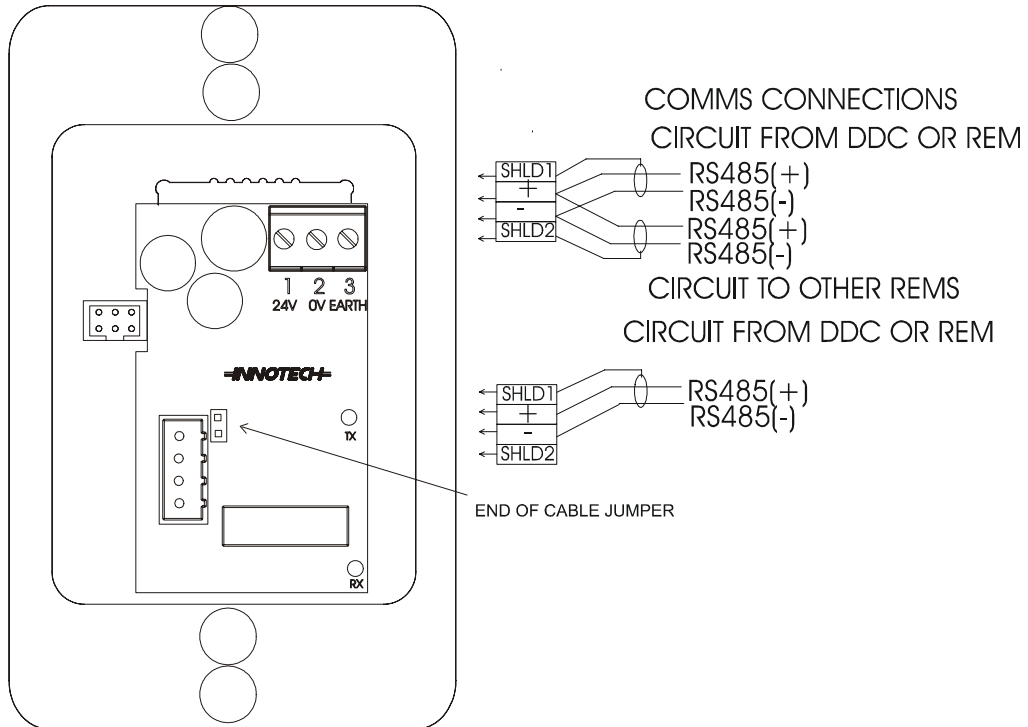 COMMS CONNECTIONS
CIRCUIT FROM DDC OR REM
SHLD1
+
-
SHLD2
RS485(+)
RS485(-)
RS485(+)
RS485(-)
CIRCUIT TO OTHER REMS
CIRCUIT FROM DDC OR REM
SHLD1
+
-
SHLD2
RS485(+)
RS485(-)
1 2 3
24V 0V EARTH
INNOTECH
TX
END OF CABLE JUMPER
RX